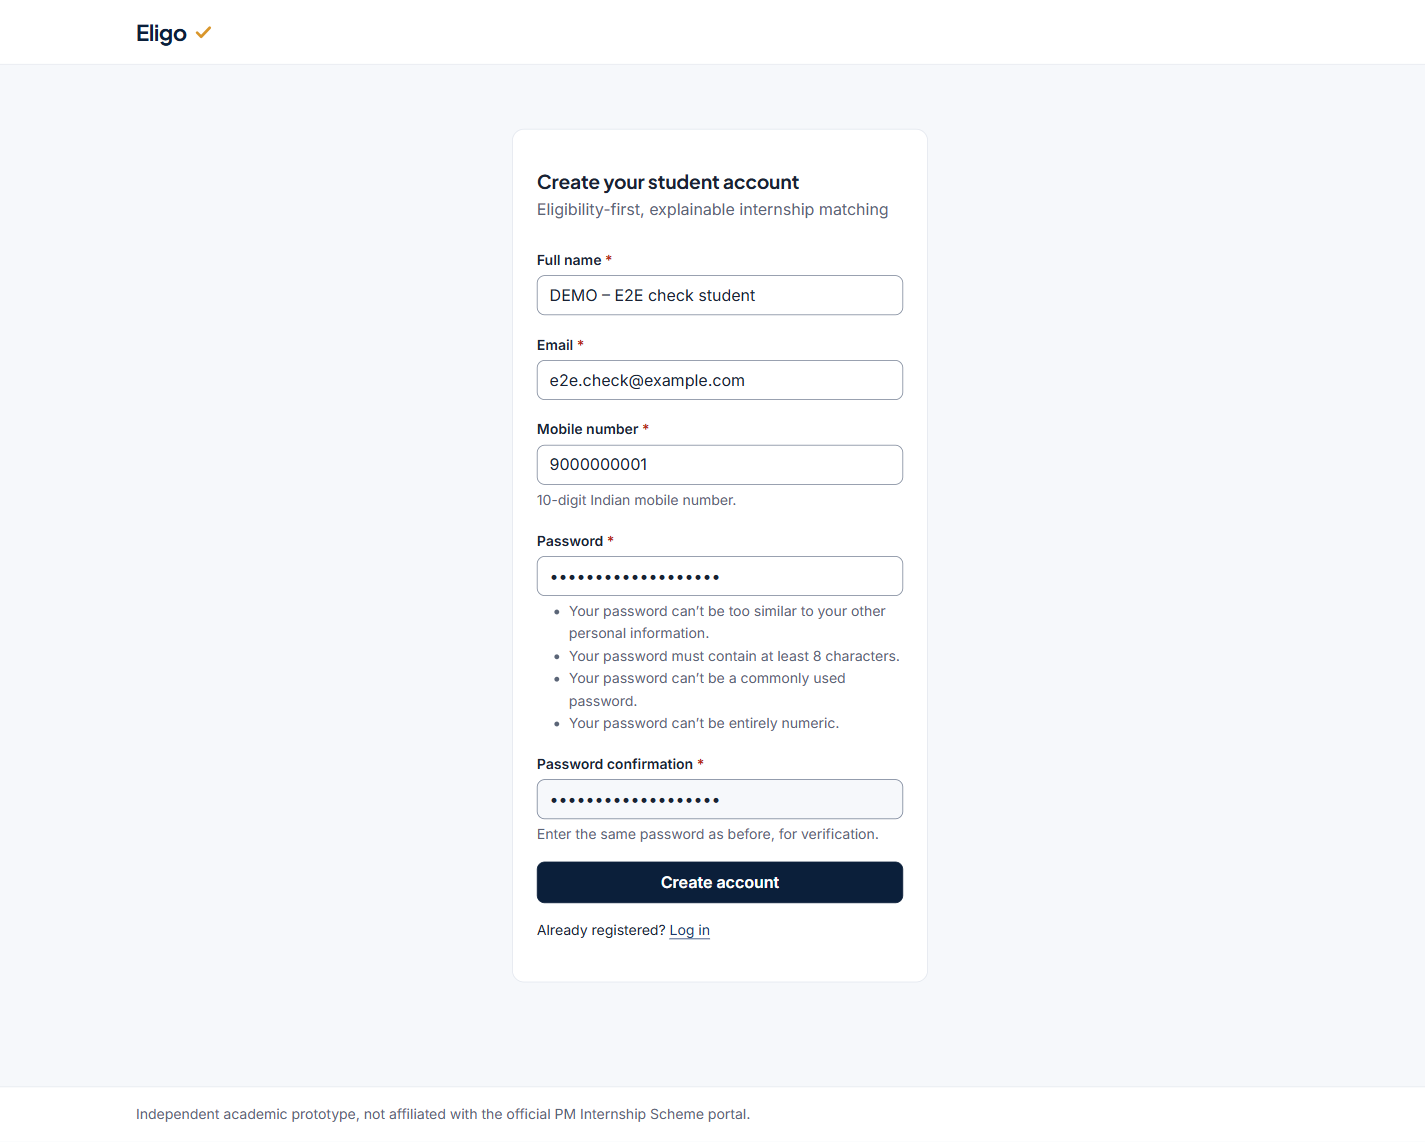 Eligo
Create your student account
Eligibility-first, explainable internship matching
Full name *
DEMO – E2E check student
Email *
e2e.check@example.com
Mobile number *
9000000001
10-digit Indian mobile number.
Password *
•••••••••••••••••••
• Your password can’t be too similar to your other
personal information.
• Your password must contain at least 8 characters.
• Your password can’t be a commonly used
password.
• Your password can’t be entirely numeric.
Password confirmation *
•••••••••••••••••••
Enter the same password as before, for verification.
Create account
Already registered? Log in
Independent academic prototype, not affiliated with the official PM Internship Scheme portal.